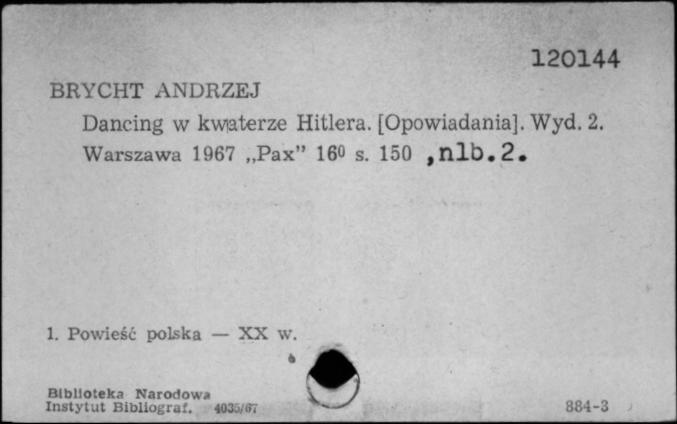 120144
BRYCHT ANDRZEJ
Dancing w kwaterze Hitlera. [Opowiadania]. Wyd. 2.
Warszawa 1967 „Pax” 16⁰ s. 150 ,nlb.2.
1. Powieść polska — XX w.
Biblioteka Narodowa
Instytut Bibliograf. 4035/67 884-3